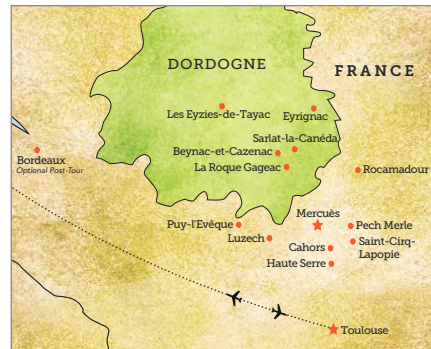 DORDOGNE
FRANCE
Les Eyzies-de-Tayac
Eyrignac
Sarlat-la-Canéda
Bordeaux
Optional Post-Tour
Beynac-et-Cazenac
La Roque Gageac
Rocamadour
Mercuès
Puy-l'Evêque
Pech Merle
Luzech
Saint-Cirq-
Lapopie
Cahors
Haute Serre
Toulouse